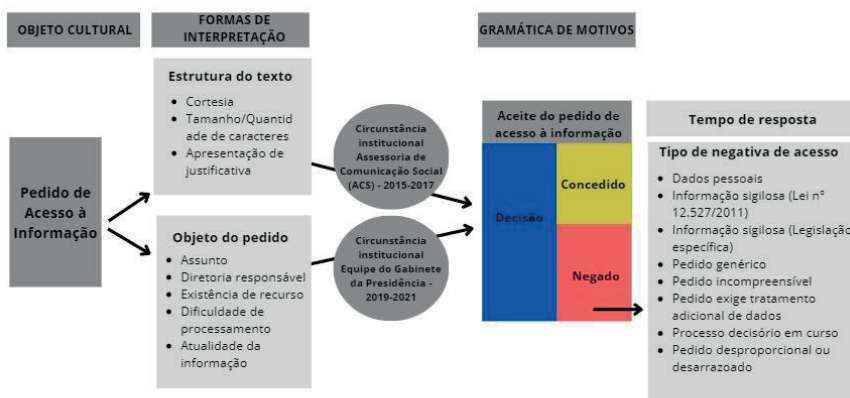 OBJETO CULTURAL
FORMAS DE
INTERPRETAÇÃO
GRAMÁTICA DE MOTIVOS
Pedido de
Acesso à
Informação
Estrutura do texto
• Cortesia
• Tamanho/Quantid
ade de caracteres
• Apresentação de
justificativa
Objeto do pedido
• Assunto
• Diretoria responsável
• Existência de recurso
• Dificuldade de
processamento
• Atualidade da
informação
Circunstância
institucional
Assessoria de
Comunicação Social
(ACS) - 2015-2017
Circunstância
institucional
Equipe do Gabinete
da Presidência -
2019-2021
Aceite do pedido de
acesso à informação
Decisão
Concedido
Negado
Tempo de resposta
Tipo de negativa de acesso
• Dados pessoais
• Informação sigilosa (Lei n°
12.527/2011)
• Informação sigilosa (Legislação
específica)
• Pedido genérico
• Pedido incompreensível
• Pedido exige tratamento
adicional de dados
• Processo decisório em curso
• Pedido desproporcional ou
desarrazoado